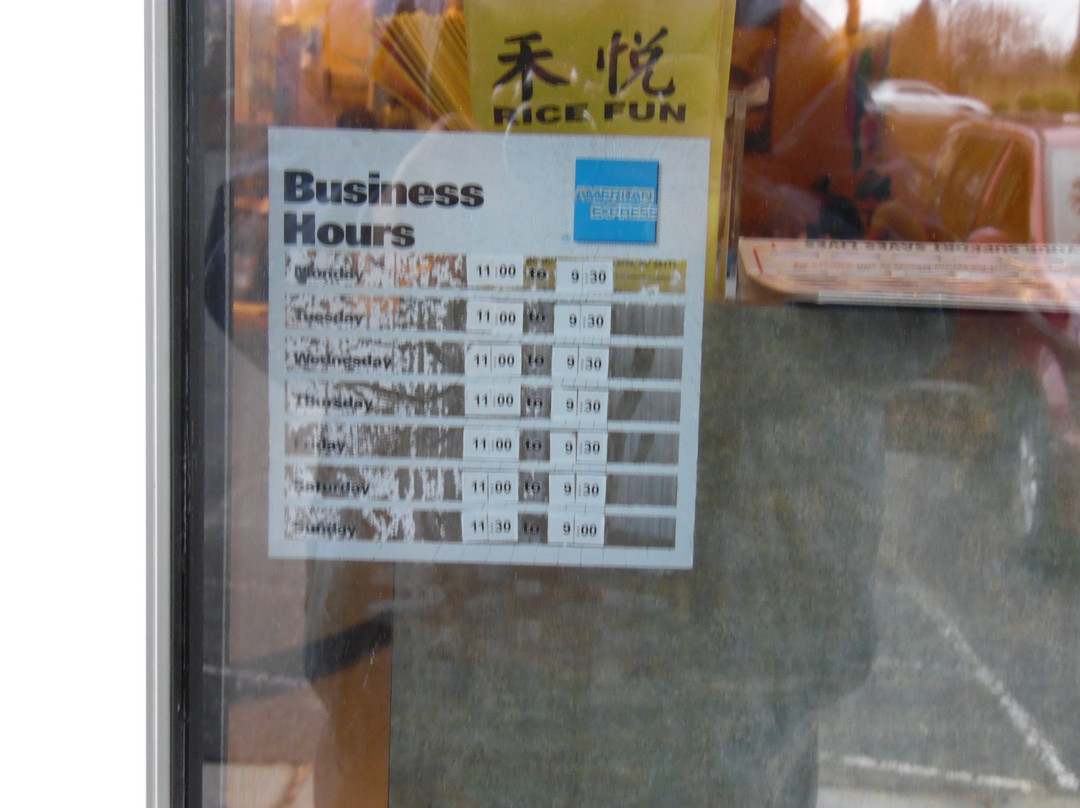 禾 悦
RICE FUN
Business
Hours
AMERICAN
EXPRESS
Monday 11:00 to 9:30
Tuesday 11:00 to 9:30
Wednesday 11:00 to 9:30
Thursday 11:00 to 9:30
Friday 11:00 to 9:30
Saturday 11:00 to 9:30
Sunday 11:30 to 9:00